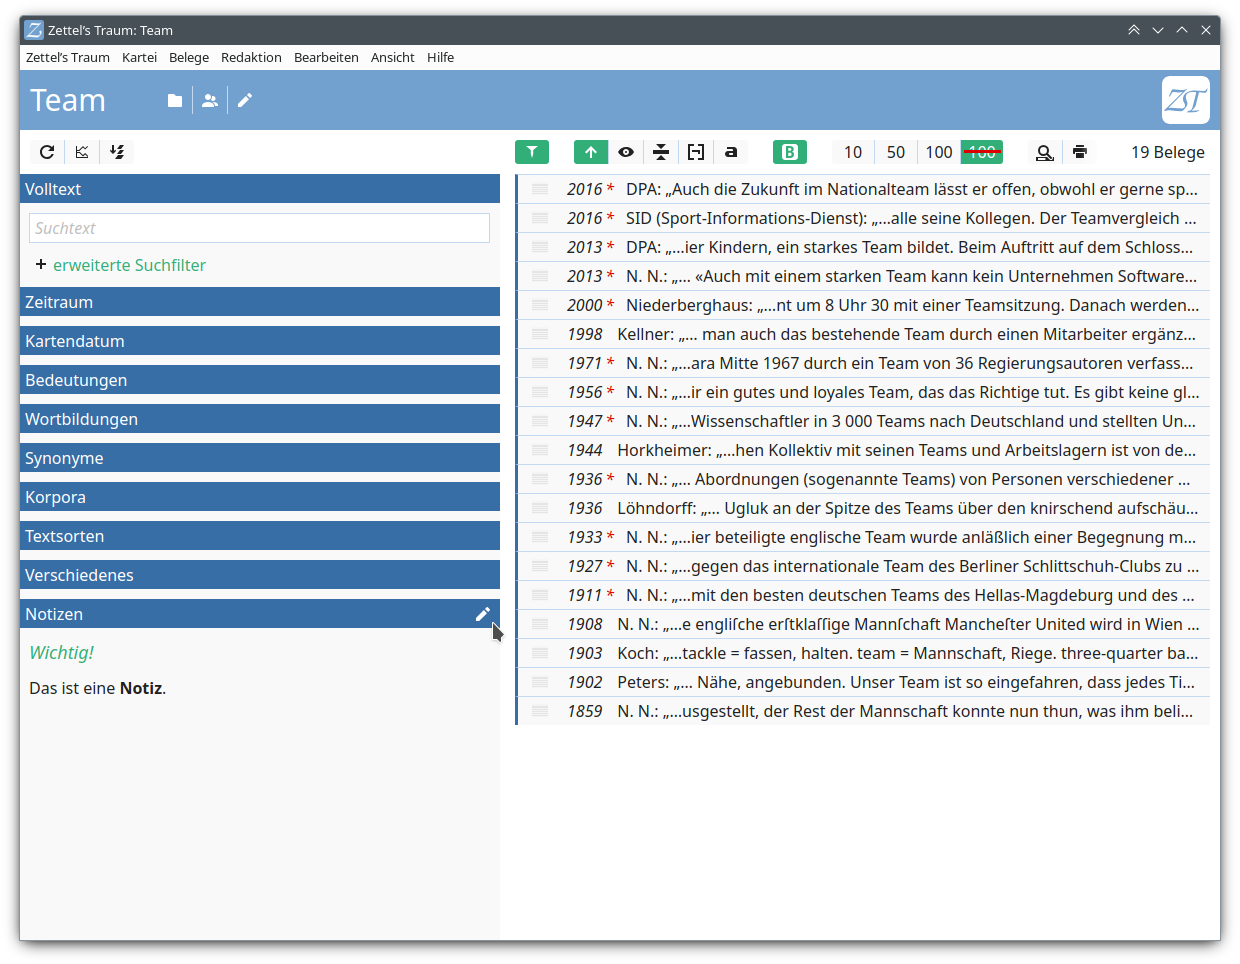 Zettel’s Traum: Team
Zettel’s Traum Kartei Belege Redaktion Bearbeiten Ansicht Hilfe
Team
ZT
B 10 50 100 100 19 Belege
a
Volltext
Suchtext
+ erweiterte Suchfilter
Zeitraum
Kartendatum
Bedeutungen
Wortbildungen
Synonyme
Korpora
Textsorten
Verschiedenes
Notizen
Wichtig!
Das ist eine Notiz.
2016 * DPA: „Auch die Zukunft im Nationalteam lässt er offen, obwohl er gerne sp...
2016 * SID (Sport-Informations-Dienst): „...alle seine Kollegen. Der Teamvergleich ...
2013 * DPA: „...ier Kindern, ein starkes Team bildet. Beim Auftritt auf dem Schloss...
2013 * N. N.: „... «Auch mit einem starken Team kann kein Unternehmen Software...
2000 * Niederberghaus: „...nt um 8 Uhr 30 mit einer Teamsitzung. Danach werden...
1998 Kellner: „... man auch das bestehende Team durch einen Mitarbeiter ergänz...
1971 * N. N.: „...ara Mitte 1967 durch ein Team von 36 Regierungsautoren verfass...
1956 * N. N.: „...ir ein gutes und loyales Team, das das Richtige tut. Es gibt keine gl...
1947 * N. N.: „...Wissenschaftler in 3 000 Teams nach Deutschland und stellten Un...
1944 Horkheimer: „...hen Kollektiv mit seinen Teams und Arbeitslagern ist von de...
1936 * N. N.: „... Abordnungen (sogenannte Teams) von Personen verschiedener ...
1936 Löhndorff: „... Ugluk an der Spitze des Teams über den knirschend aufschäu...
1933 * N. N.: „...ier beteiligte englische Team wurde anläßlich einer Begegnung m...
1927 * N. N.: „...gegen das internationale Team des Berliner Schlittschuh-Clubs zu ...
1911 * N. N.: „...mit den besten deutschen Teams des Hellas-Magdeburg und des ...
1908 N. N.: „...e engliſche erſtklaſſige Mannſchaft Mancheſter United wird in Wien ...
1903 Koch: „...tackle = fassen, halten. team = Mannschaft, Riege. three-quarter ba...
1902 Peters: „... Nähe, angebunden. Unser Team ist so eingefahren, dass jedes Ti...
1859 N. N.: „...usgestellt, der Rest der Mannschaft konnte nun thun, was ihm beli...